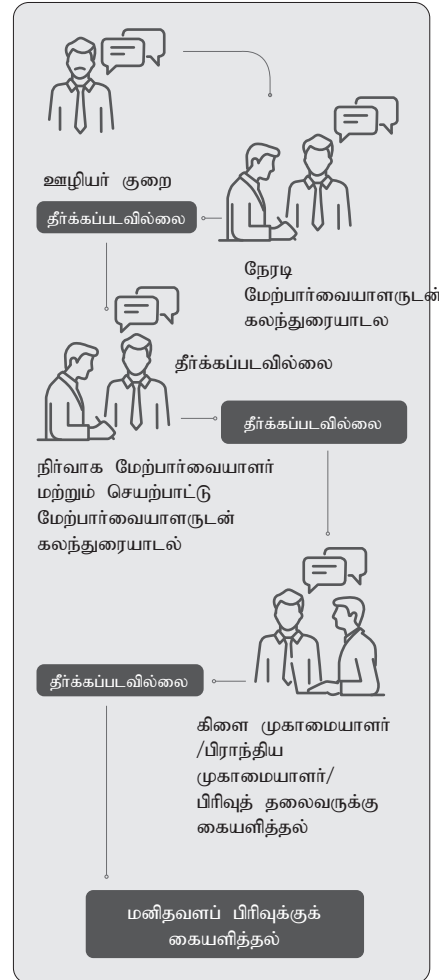 ஊழியர் குறை
தீர்க்கப்படவில்லை
நேரடி
மேற்பார்வையாளருடன்
கலந்துரையாடல
தீர்க்கப்படவில்லை
தீர்க்கப்படவில்லை
நிர்வாக மேற்பார்வையாளர்
மற்றும் செயற்பாட்டு
மேற்பார்வையாளருடன்
கலந்துரையாடல்
தீர்க்கப்படவில்லை
கிளை முகாமையாளர்
/பிராந்திய
முகாமையாளர்/
பிரிவுத் தலைவருக்கு
கையளித்தல்
மனிதவளப் பிரிவுக்குக்
கையளித்தல்